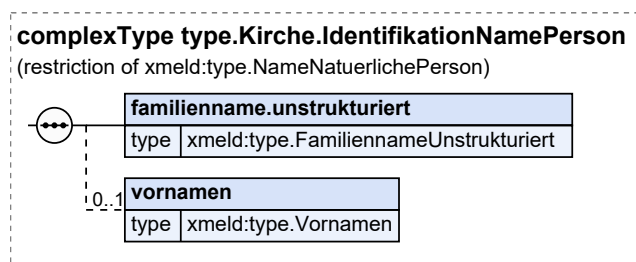 complexType type.Kirche.IdentifikationNamePerson
(restriction of xmeld:type.NameNatuerlichePerson)
familienname.unstrukturiert
type xmeld:type.FamiliennameUnstrukturiert
0..1 vornamen
type xmeld:type.Vornamen